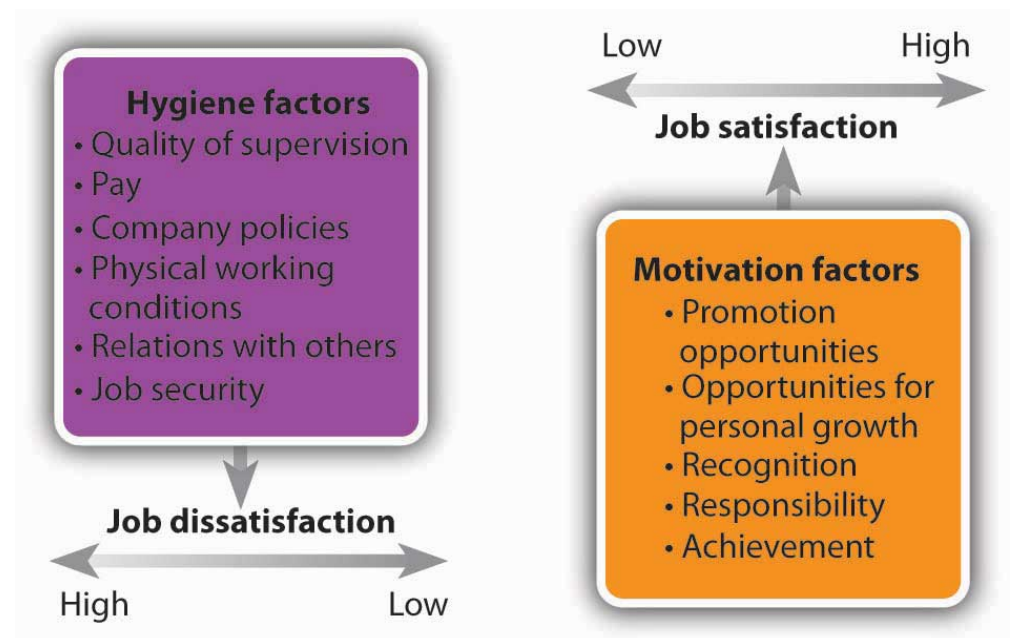 Hygiene factors
• Quality of supervision
• Pay
• Company policies
• Physical working
conditions
• Relations with others
• Job security
Job dissatisfaction
High Low
Low High
Job satisfaction
Motivation factors
• Promotion
opportunities
• Opportunities for
personal growth
• Recognition
• Responsibility
• Achievement